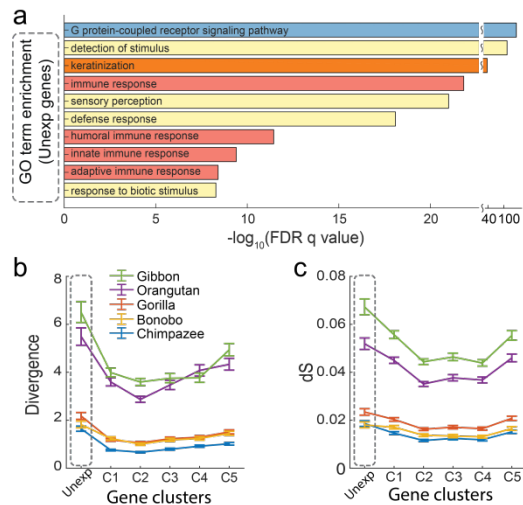 a
GO term enrichment
(Unexp genes)
G protein-coupled receptor signaling pathway
detection of stimulus
keratinization
immune response
sensory perception
defense response
humoral immune response
innate immune response
adaptive immune response
response to biotic stimulus
0 5 10 15 20 40 100
-log10(FDR q value)
b
Divergence
8
6
4
2
0
Gibbon
Orangutan
Gorilla
Bonobo
Chimpazee
Unexp C1 C2 C3 C4 C5
Gene clusters
c
dS
0.08
0.06
0.04
0.02
0
Unexp C1 C2 C3 C4 C5
Gene clusters